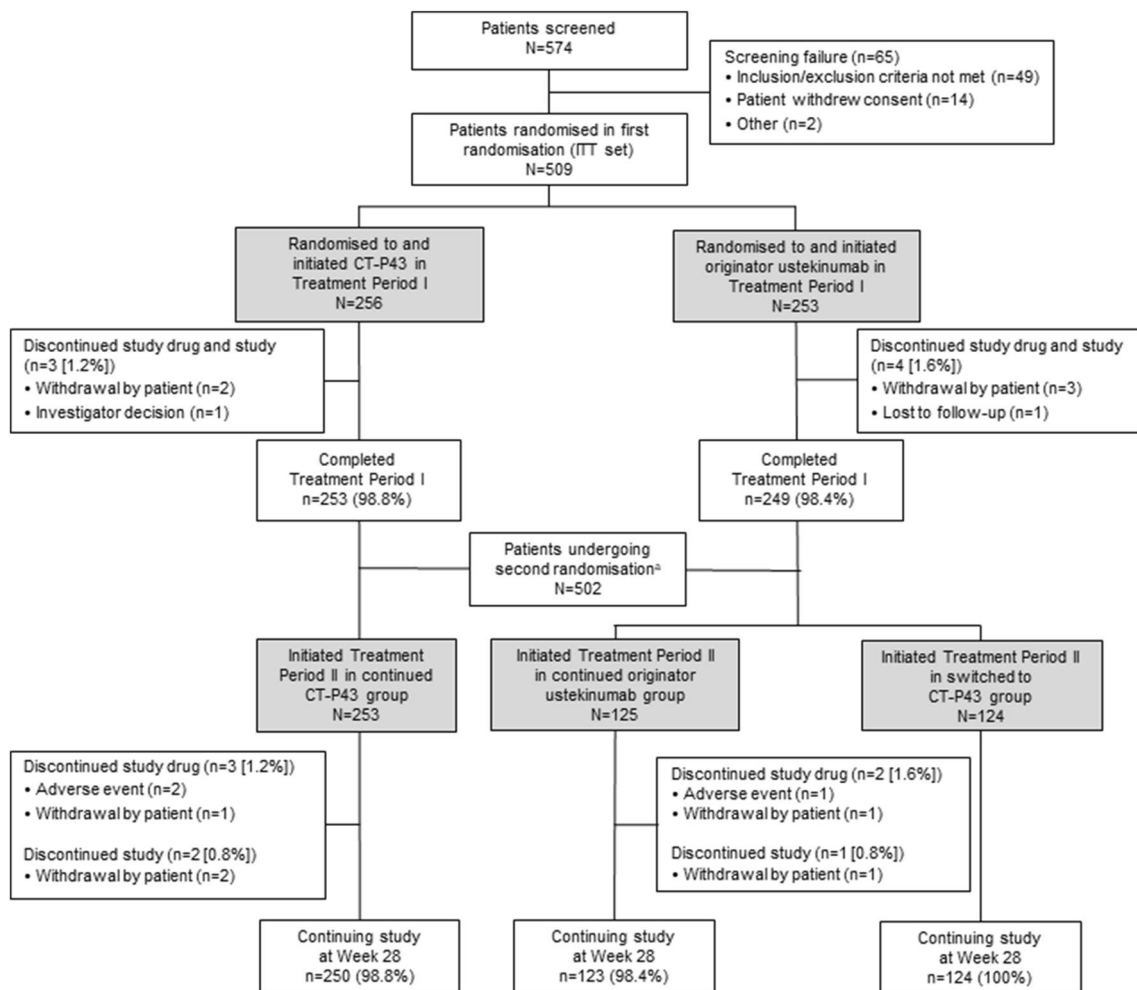 Patients screened
N=574
Screening failure (n=65)
• Inclusion/exclusion criteria not met (n=49)
• Patient withdrew consent (n=14)
• Other (n=2)
Patients randomised in first
randomisation (ITT set)
N=509
Randomised to and
initiated CT-P43 in
Treatment Period I
N=256
Randomised to and initiated
originator ustekinumab in
Treatment Period I
N=253
Discontinued study drug and study
(n=3 [1.2%])
• Withdrawal by patient (n=2)
• Investigator decision (n=1)
Discontinued study drug and study
(n=4 [1.6%])
• Withdrawal by patient (n=3)
• Lost to follow-up (n=1)
Completed
Treatment Period I
n=253 (98.8%)
Completed
Treatment Period I
n=249 (98.4%)
Patients undergoing
second randomisationᵃ
N=502
Initiated Treatment
Period II in continued
CT-P43 group
N=253
Initiated Treatment Period II
in continued originator
ustekinumab group
N=125
Initiated Treatment Period II
in switched to
CT-P43 group
N=124
Discontinued study drug (n=3 [1.2%])
• Adverse event (n=2)
• Withdrawal by patient (n=1)
Discontinued study (n=2 [0.8%])
• Withdrawal by patient (n=2)
Discontinued study drug (n=2 [1.6%])
• Adverse event (n=1)
• Withdrawal by patient (n=1)
Discontinued study (n=1 [0.8%])
• Withdrawal by patient (n=1)
Continuing study
at Week 28
n=250 (98.8%)
Continuing study
at Week 28
n=123 (98.4%)
Continuing study
at Week 28
n=124 (100%)